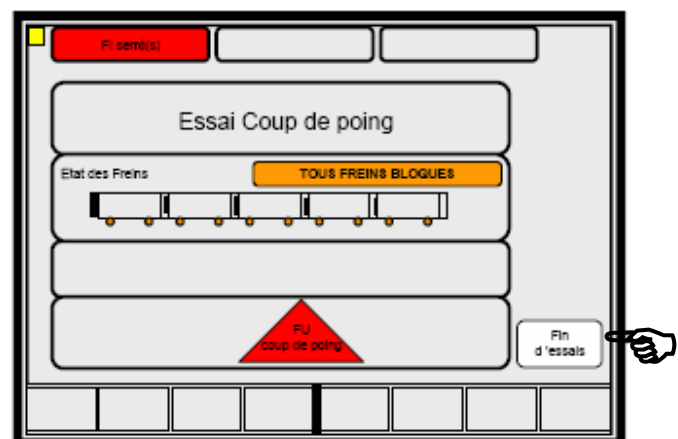 FI serré(s)
Essai Coup de poing
Etat des Freins
TOUS FREINS BLOQUES
FU
coup de poing
Fin
d 'essais